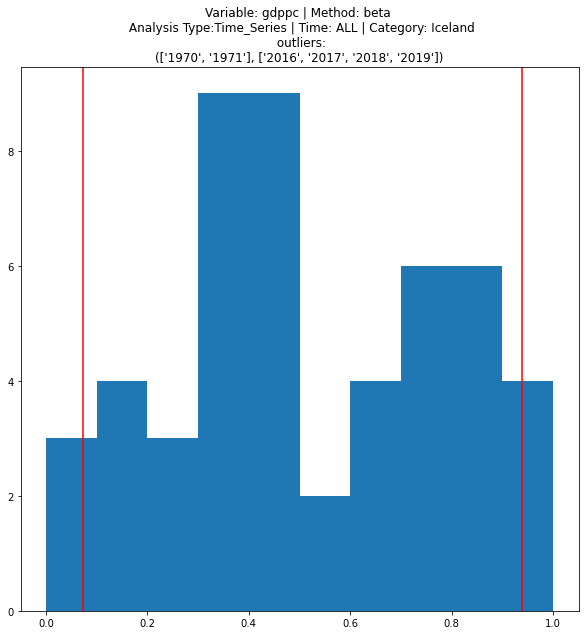 Variable: gdppc | Method: beta
Analysis Type:Time_Series | Time: ALL | Category: Iceland
outliers:
(['1970', '1971'], ['2016', '2017', '2018', '2019'])
8
6
4
2
0
0.0 0.2 0.4 0.6 0.8 1.0